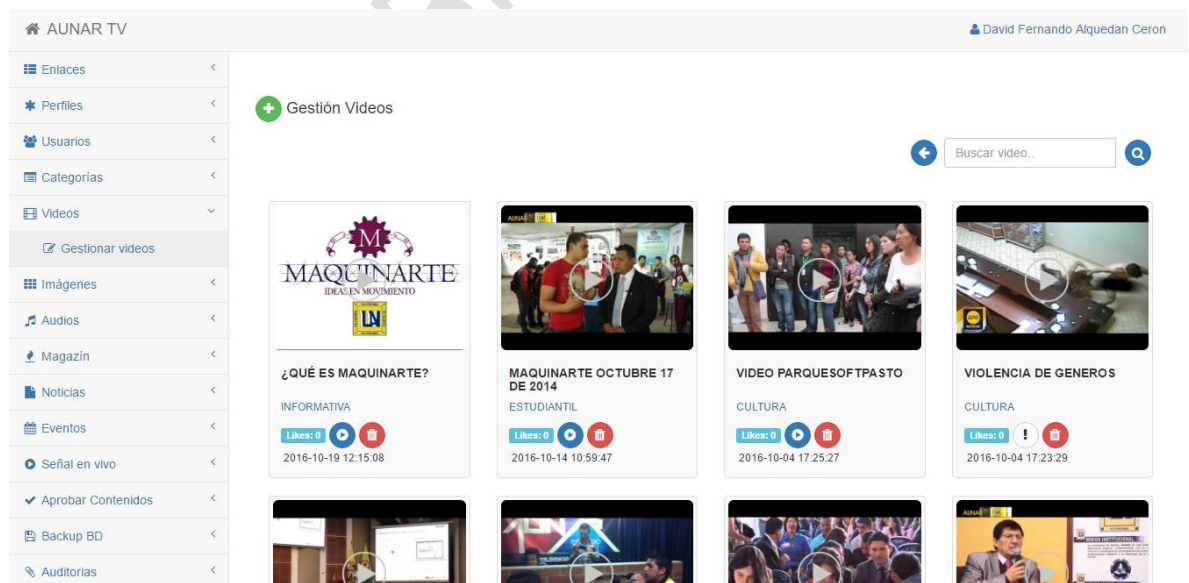 AUNAR TV
David Fernando Alquedan Ceron
Enlaces
Perfiles
Usuarios
Categorías
Videos
Gestionar videos
Imágenes
Audios
Magazín
Noticias
Eventos
Señal en vivo
Aprobar Contenidos
Backup BD
Auditorias
Gestión Videos
Buscar video..
MAQUINARTE
IDEAS EN MOVIMIENTO
¿QUÉ ES MAQUINARTE?
INFORMATIVA
Likes: 0
2016-10-19 12:15:08
AUNAR TV
MAQUINARTE OCTUBRE 17
DE 2014
ESTUDIANTIL
Likes: 0
2016-10-14 10:59:47
VIDEO PARQUESOFTPASTO
CULTURA
Likes: 0
2016-10-04 17:25:27
VIOLENCIA DE GENEROS
CULTURA
Likes: 0
2016-10-04 17:23:29
AUNAR TV